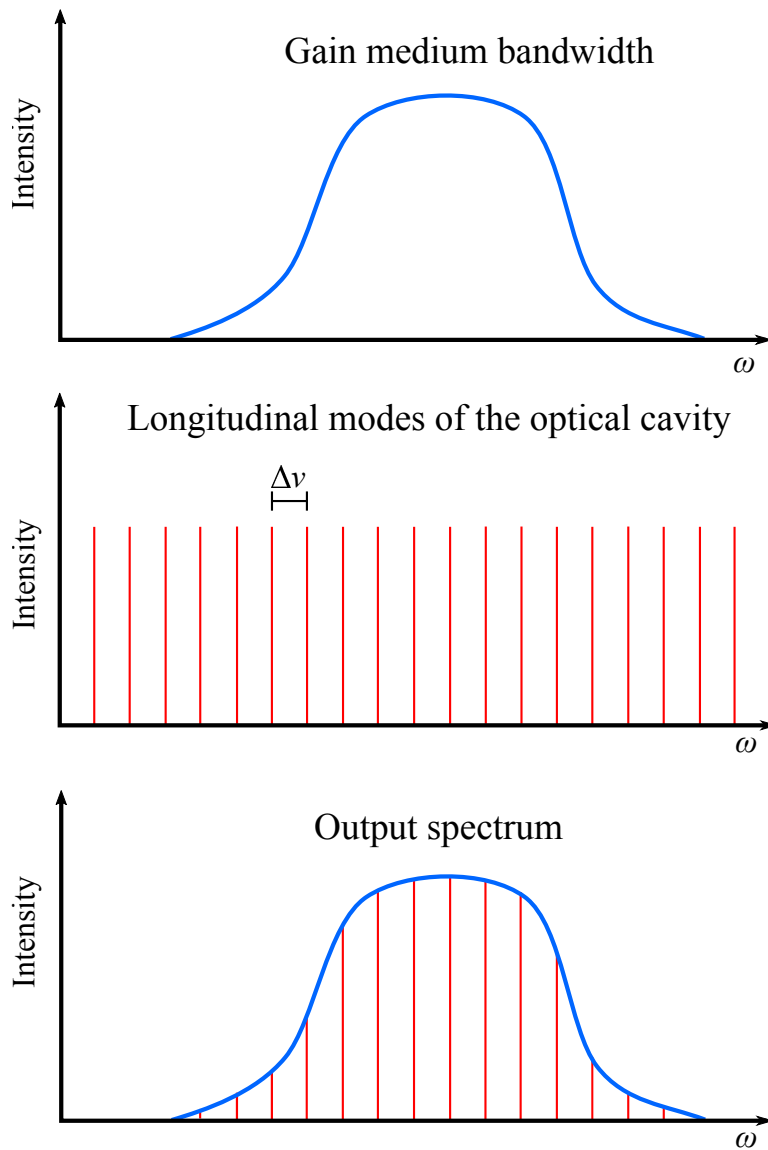 Gain medium bandwidth
Intensity
ω
Longitudinal modes of the optical cavity
Δν
Intensity
ω
Output spectrum
Intensity
ω